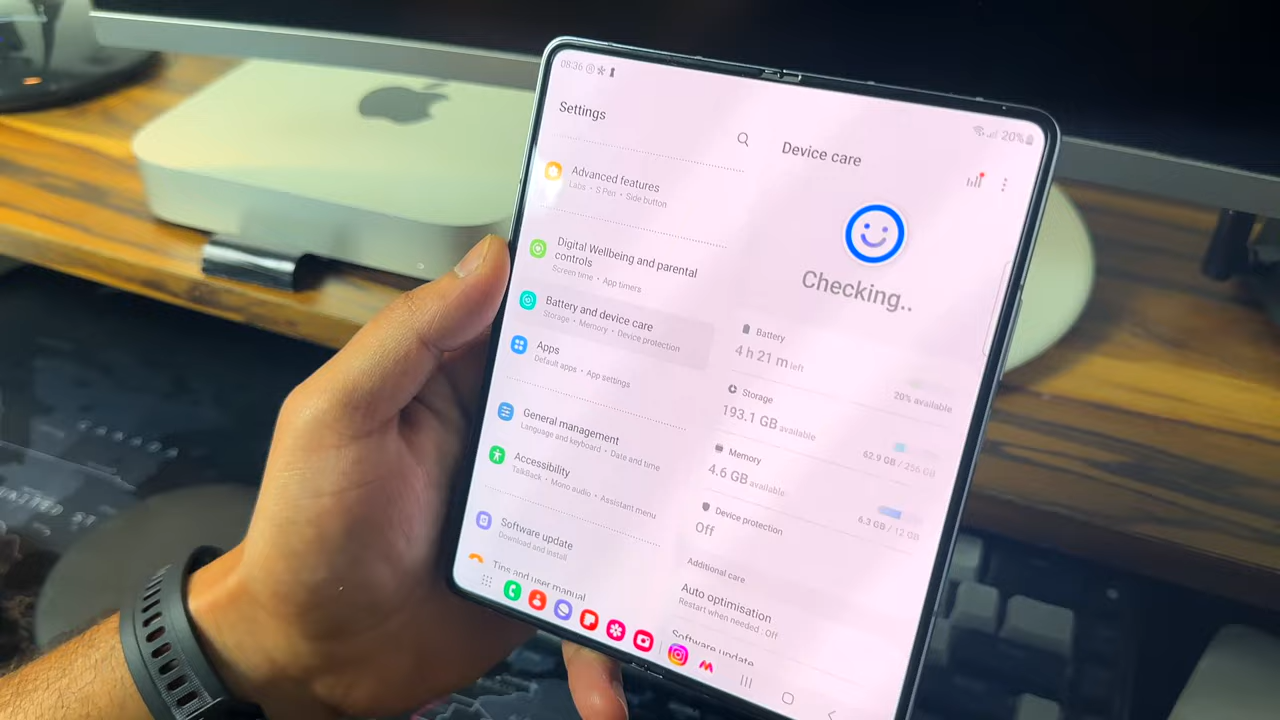 08:36
20%
Settings
Advanced features
Labs • S Pen • Side button
Digital Wellbeing and parental
controls
Screen time • App timers
Battery and device care
Storage • Memory • Device protection
Apps
Default apps • App settings
General management
Language and keyboard • Date and time
Accessibility
TalkBack • Mono audio • Assistant menu
Software update
Download and install
Tips and user manual
Device care
Checking..
Battery
4 h 21 m left
20% available
Storage
193.1 GB available
62.9 GB / 256 GB
Memory
4.6 GB available
6.3 GB / 12 GB
Device protection
Off
Additional care
Auto optimisation
Restart when needed : Off
Software update